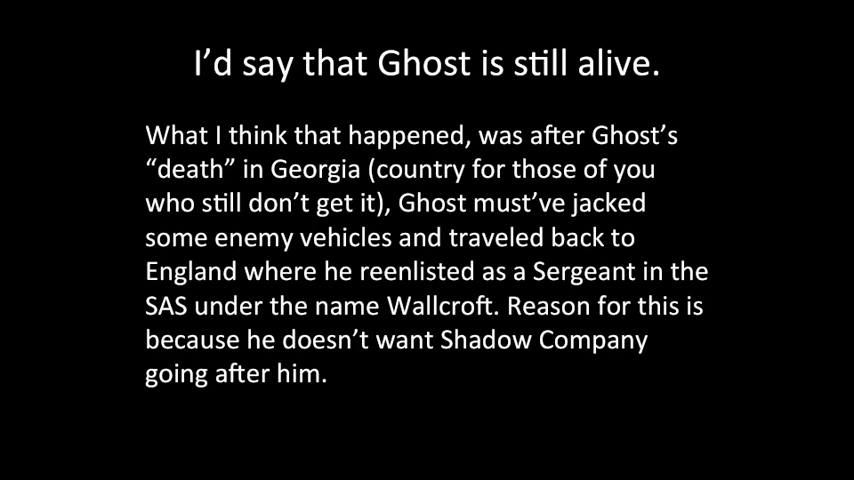 I’d say that Ghost is still alive.
What I think that happened, was after Ghost’s
“death” in Georgia (country for those of you
who still don’t get it), Ghost must’ve jacked
some enemy vehicles and traveled back to
England where he reenlisted as a Sergeant in the
SAS under the name Wallcroft. Reason for this is
because he doesn’t want Shadow Company
going after him.